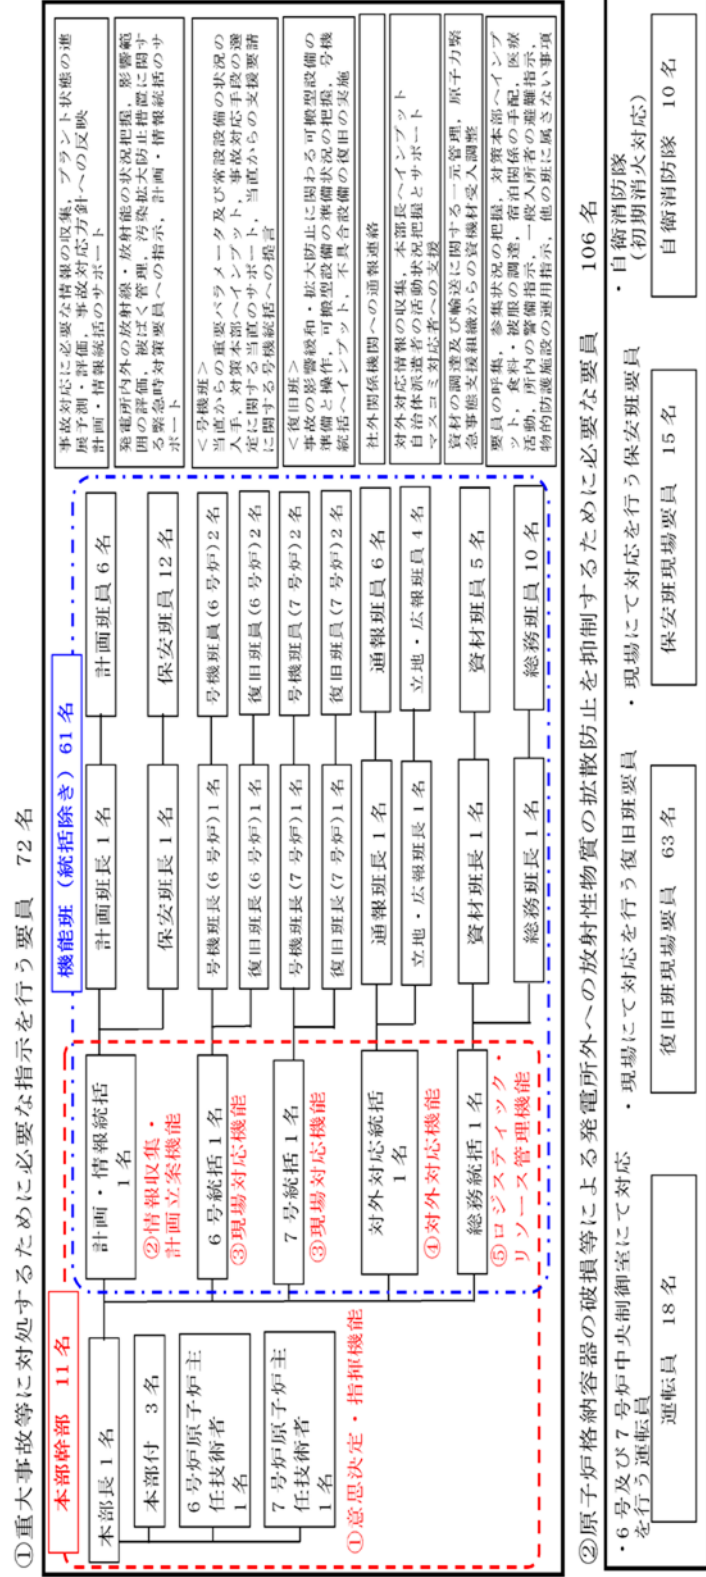 ①重大事故等に対処するために必要な指示を行う要員　72名
本部幹部　11名
機能班（統括除き）61名
本部長1名
本部付　3名
6号炉原子炉主
任技術者
1名
7号炉原子炉主
任技術者
1名
①意思決定・指揮機能
計画・情報統括
1名
②情報収集・
計画立案機能
6号統括1名
③現場対応機能
7号統括1名
③現場対応機能
対外対応統括
1名
④対外対応機能
総務統括1名
⑤ロジスティック・
リソース管理機能
計画班長1名
計画班員6名
事故対応に必要な情報の収集，プラント状態の進
展予測・評価，事故対応方針への反映
計画・情報統括のサポート
保安班長1名
保安班員12名
発電所内外の放射線・放射能の状況把握，影響範
囲の評価，被ばく管理，汚染拡大防止措置に関す
る緊急時対策要員への指示，計画・情報統括のサ
ポート
号機班長(6号炉)1名
号機班員(6号炉)2名
復旧班長(6号炉)1名
復旧班員(6号炉)2名
＜号機班＞
当直からの重要パラメータ及び常設設備の状況の
入手，対策本部へインプット，事故対応手段の選
定に関する当直のサポート，当直からの支援要請
に関する号機統括への提言
号機班長(7号炉)1名
号機班員(7号炉)2名
復旧班長(7号炉)1名
復旧班員(7号炉)2名
＜復旧班＞
事故の影響緩和・拡大防止に関わる可搬型設備の
準備と操作，可搬型設備の準備状況の把握，号機
統括へインプット，不具合設備の復旧の実施
通報班長1名
通報班員6名
社外関係機関への通報連絡
立地・広報班長1名
立地・広報班員4名
対外対応情報の収集，本部長へインプット
自治体派遣者の活動状況把握とサポート
マスコミ対応者への支援
資材班長1名
資材班員5名
資材の調達及び輸送に関する一元管理，原子力緊
急事態支援組織からの資機材受入調整
総務班長1名
総務班員10名
要員の呼集，参集状況の把握，対策本部へインプ
ット，食料・被服の調達，宿泊関係の手配，医療
活動，所内の警備指示，一般入所者の避難指示，
物的防護施設の運用指示，他の班に属さない事項
②原子炉格納容器の破損等による発電所外への放射性物質の拡散防止を抑制するために必要な要員　106名
・6号及び7号炉中央制御室にて対応
を行う運転員
運転員　18名
・現場にて対応を行う復旧班要員
復旧班現場要員　63名
・現場にて対応を行う保安班要員
保安班現場要員　15名
・自衛消防隊
（初期消火対応）
自衛消防隊　10名